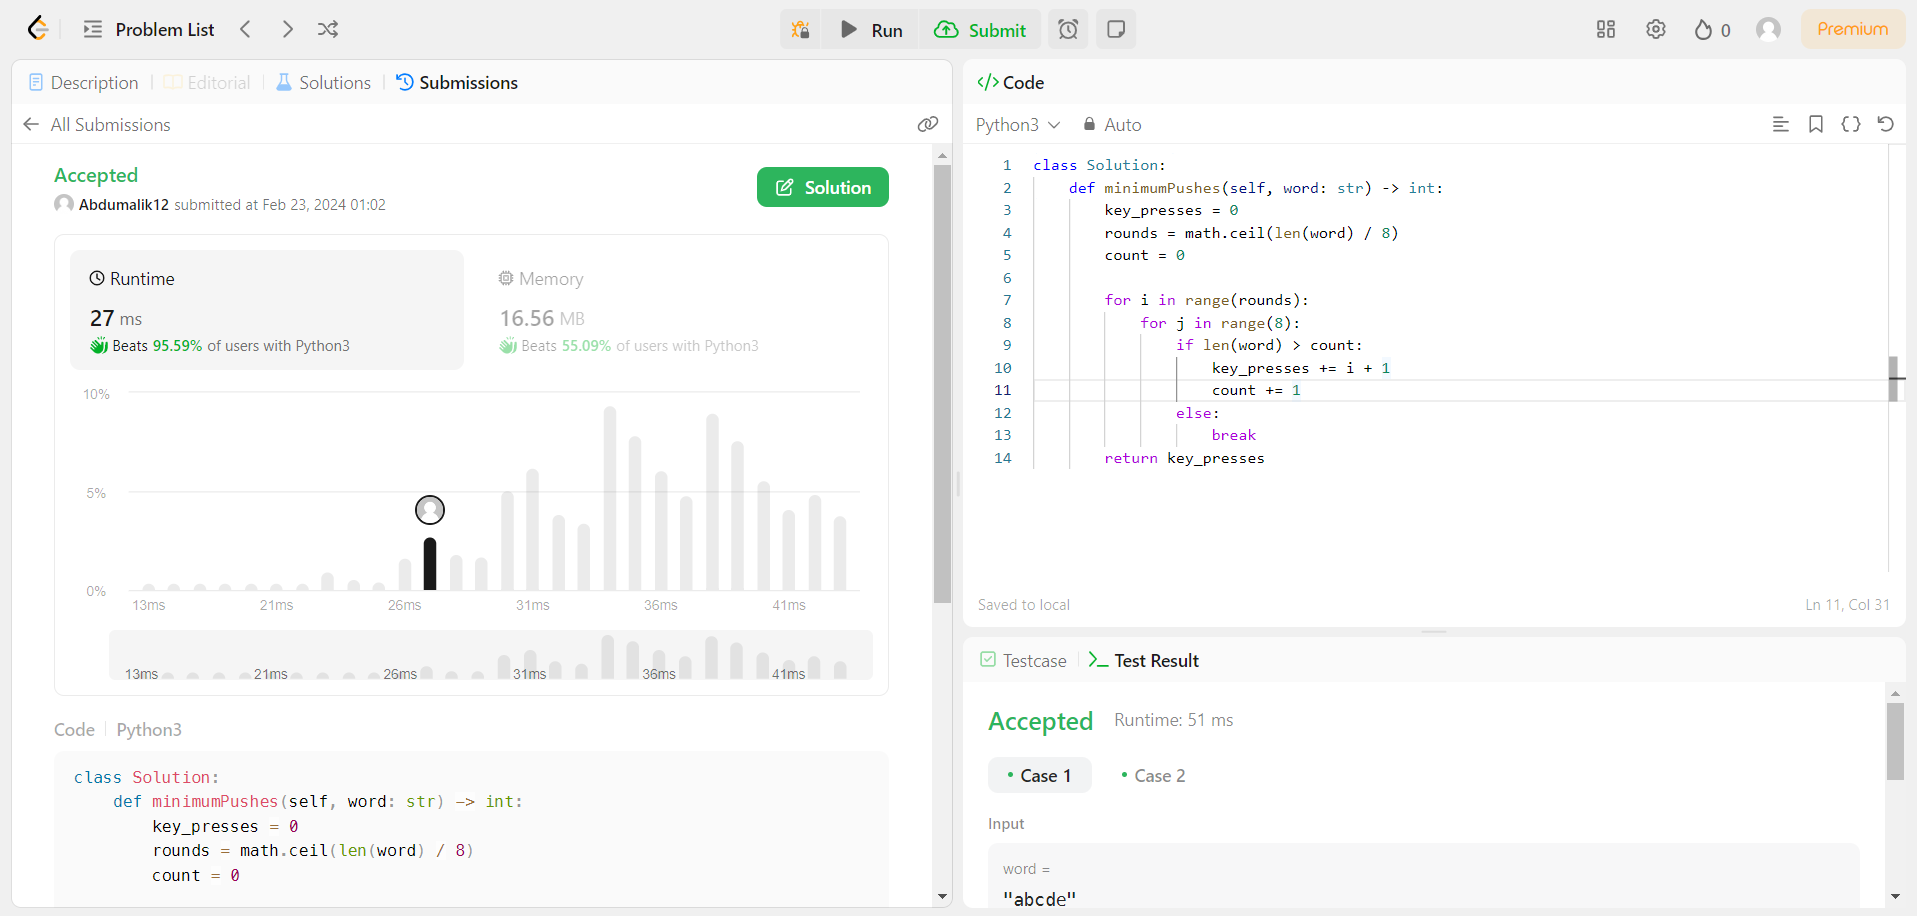 Problem List
Run
Submit
0
Premium
Description
Editorial
Solutions
Submissions
All Submissions
Accepted
Abdumalik12 submitted at Feb 23, 2024 01:02
Solution
Runtime
27 ms
Beats 95.59% of users with Python3
Memory
16.56 MB
Beats 55.09% of users with Python3
10%
5%
0%
13ms 21ms 26ms 31ms 36ms 41ms
13ms 21ms 26ms 31ms 36ms 41ms
Code Python3
class Solution:
    def minimumPushes(self, word: str) -> int:
        key_presses = 0
        rounds = math.ceil(len(word) / 8)
        count = 0
</> Code
Python3
Auto
1 class Solution:
2     def minimumPushes(self, word: str) -> int:
3         key_presses = 0
4         rounds = math.ceil(len(word) / 8)
5         count = 0
6
7         for i in range(rounds):
8             for j in range(8):
9                 if len(word) > count:
10                     key_presses += i + 1
11                     count += 1
12                 else:
13                     break
14         return key_presses
Saved to local
Ln 11, Col 31
Testcase
Test Result
Accepted
Runtime: 51 ms
Case 1
Case 2
Input
word =
"abcde"